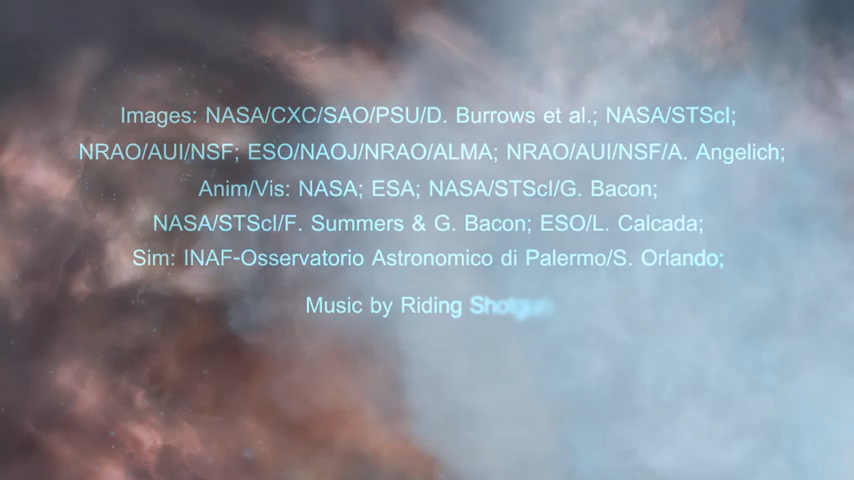 Images: NASA/CXC/SAO/PSU/D. Burrows et al.; NASA/STScI;
NRAO/AUI/NSF; ESO/NAOJ/NRAO/ALMA; NRAO/AUI/NSF/A. Angelich;
Anim/Vis: NASA; ESA; NASA/STScI/G. Bacon;
NASA/STScI/F. Summers & G. Bacon; ESO/L. Calcada;
Sim: INAF-Osservatorio Astronomico di Palermo/S. Orlando;
Music by Riding Shotgun